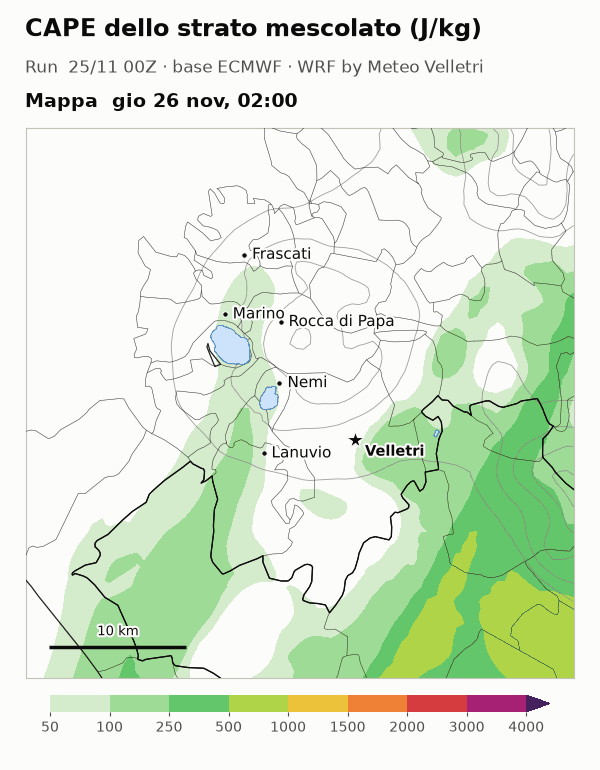 CAPE dello strato mescolato (J/kg)
Run  25/11 00Z · base ECMWF · WRF by Meteo Velletri
Mappa  gio 26 nov, 02:00
Frascati
Marino
Rocca di Papa
Nemi
Velletri
Lanuvio
10 km
50 100 250 500 1000 1500 2000 3000 4000